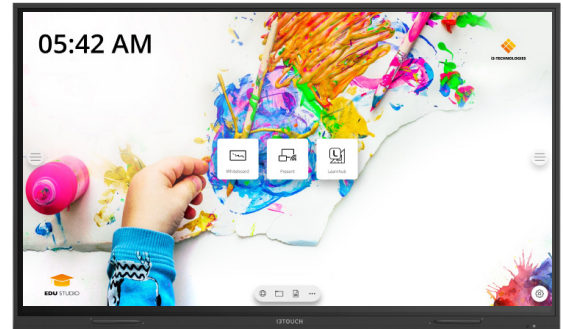 05:42 AM
i3-TECHNOLOGIES
Whiteboard
Present
Learnhub
EDU STUDIO
i3TOUCH